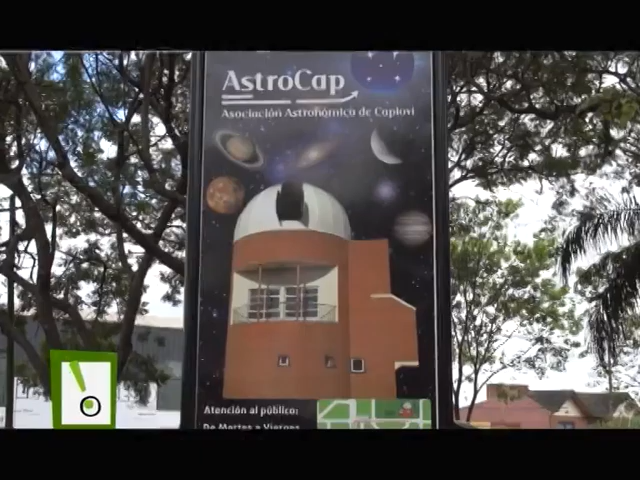 AstroCap
Asociación Astronómica de Caplovi
Atención al público:
De Martes a Viernes